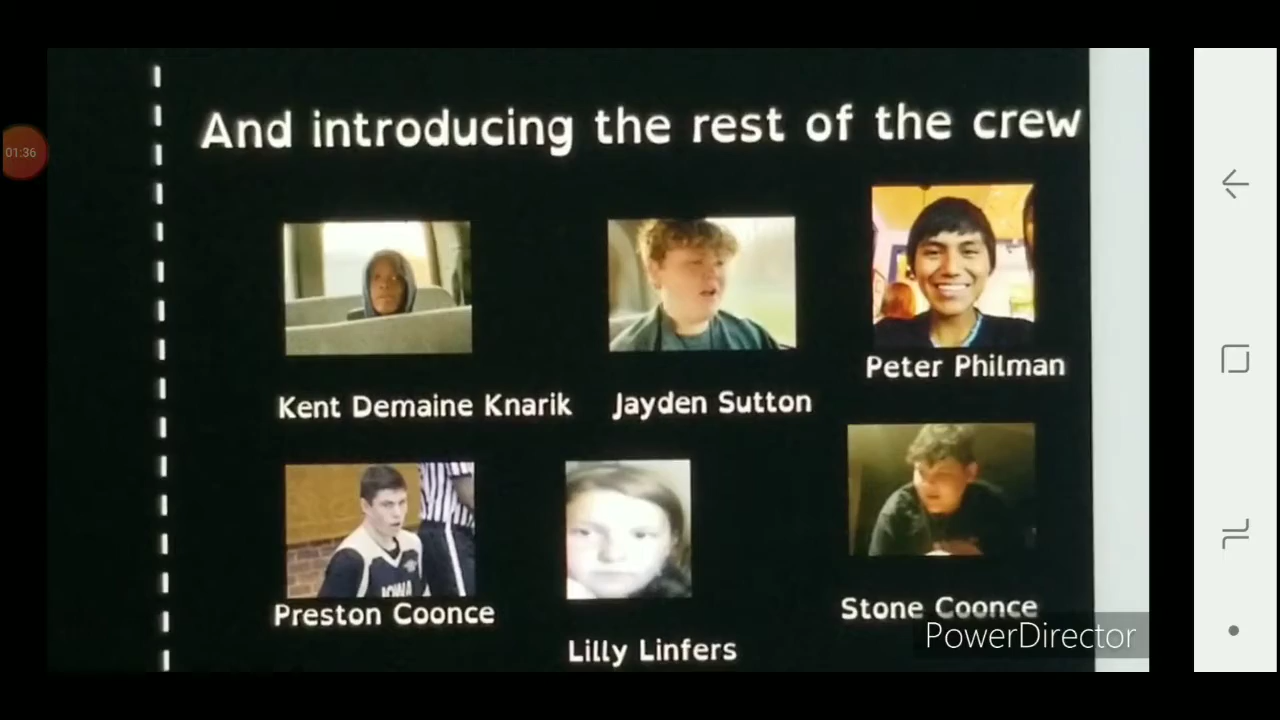 01:36
And introducing the rest of the crew
Kent Demaine Knarik
Jayden Sutton
Peter Philman
IOWA
Preston Coonce
Lilly Linfers
Stone Coonce
PowerDirector